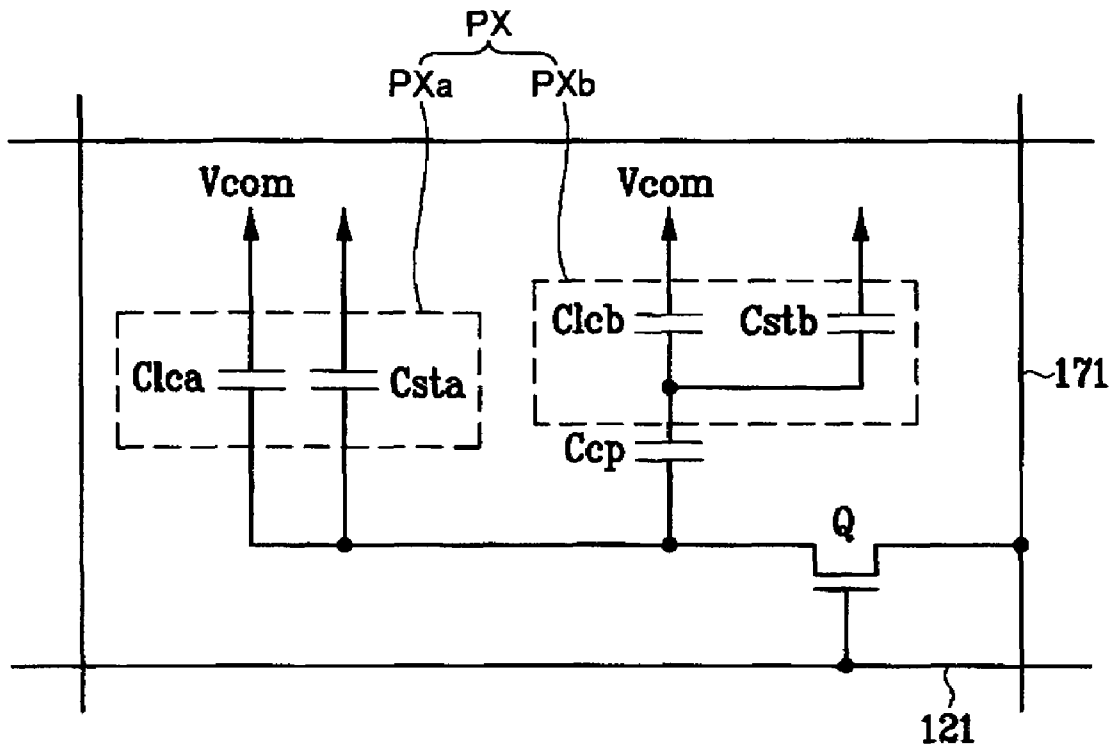 PX
PXa PXb
Vcom Vcom
Clcb Cstb
Clca Csta
171
Ccp
Q
121